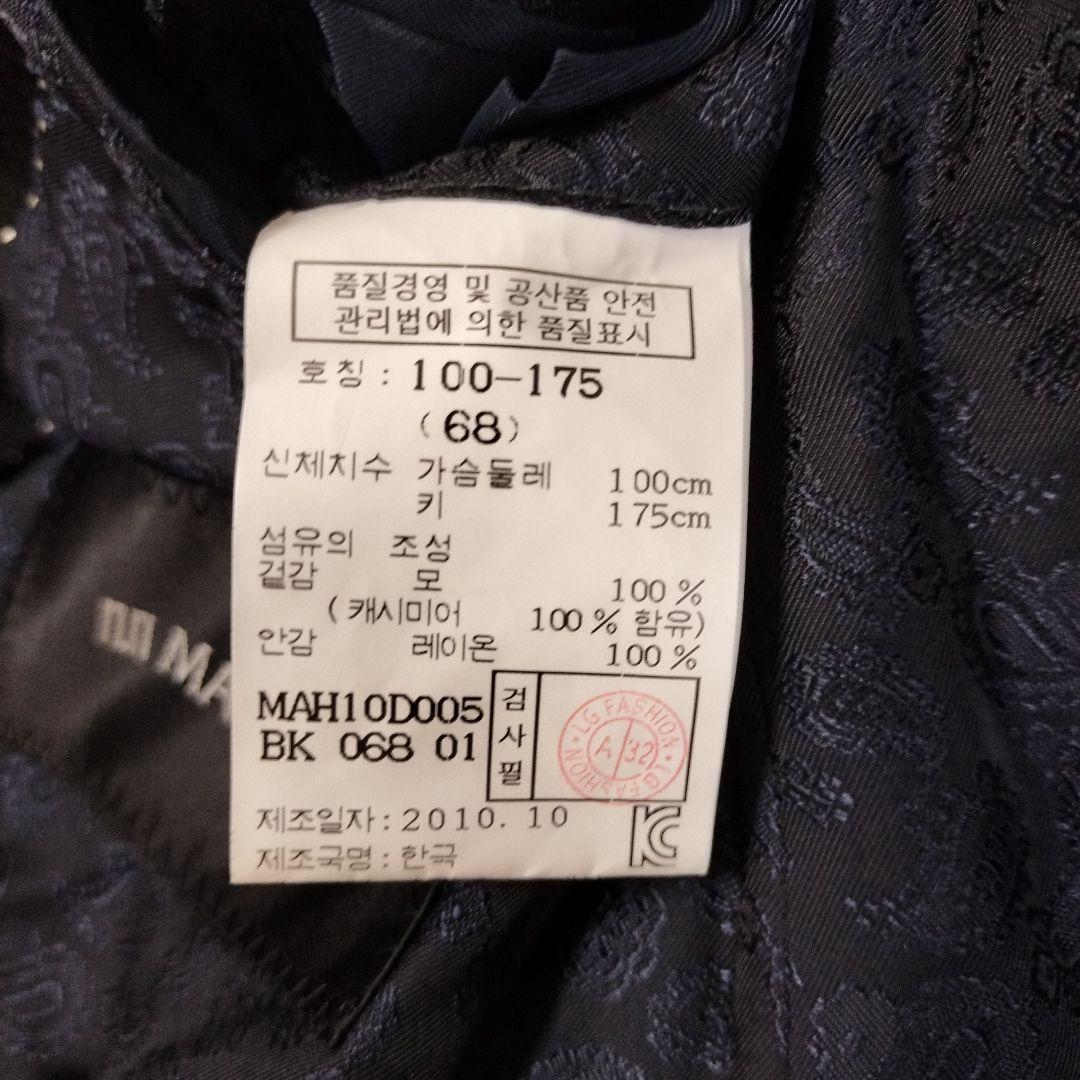 품질경영 및 공산품 안전
관리법에 의한 품질표시
호칭 : 100-175
(68)
신체치수 가슴둘레 100cm
키 175cm
섬유의 조성
겉감 모 100 %
( 캐시미어 100 % 함유)
안감 레이온 100 %
MAH10D005
BK 068 01
검사필
LG FASHION · LG FASHION
A 32
제조일자 : 2010. 10
제조국명 : 한국
KC